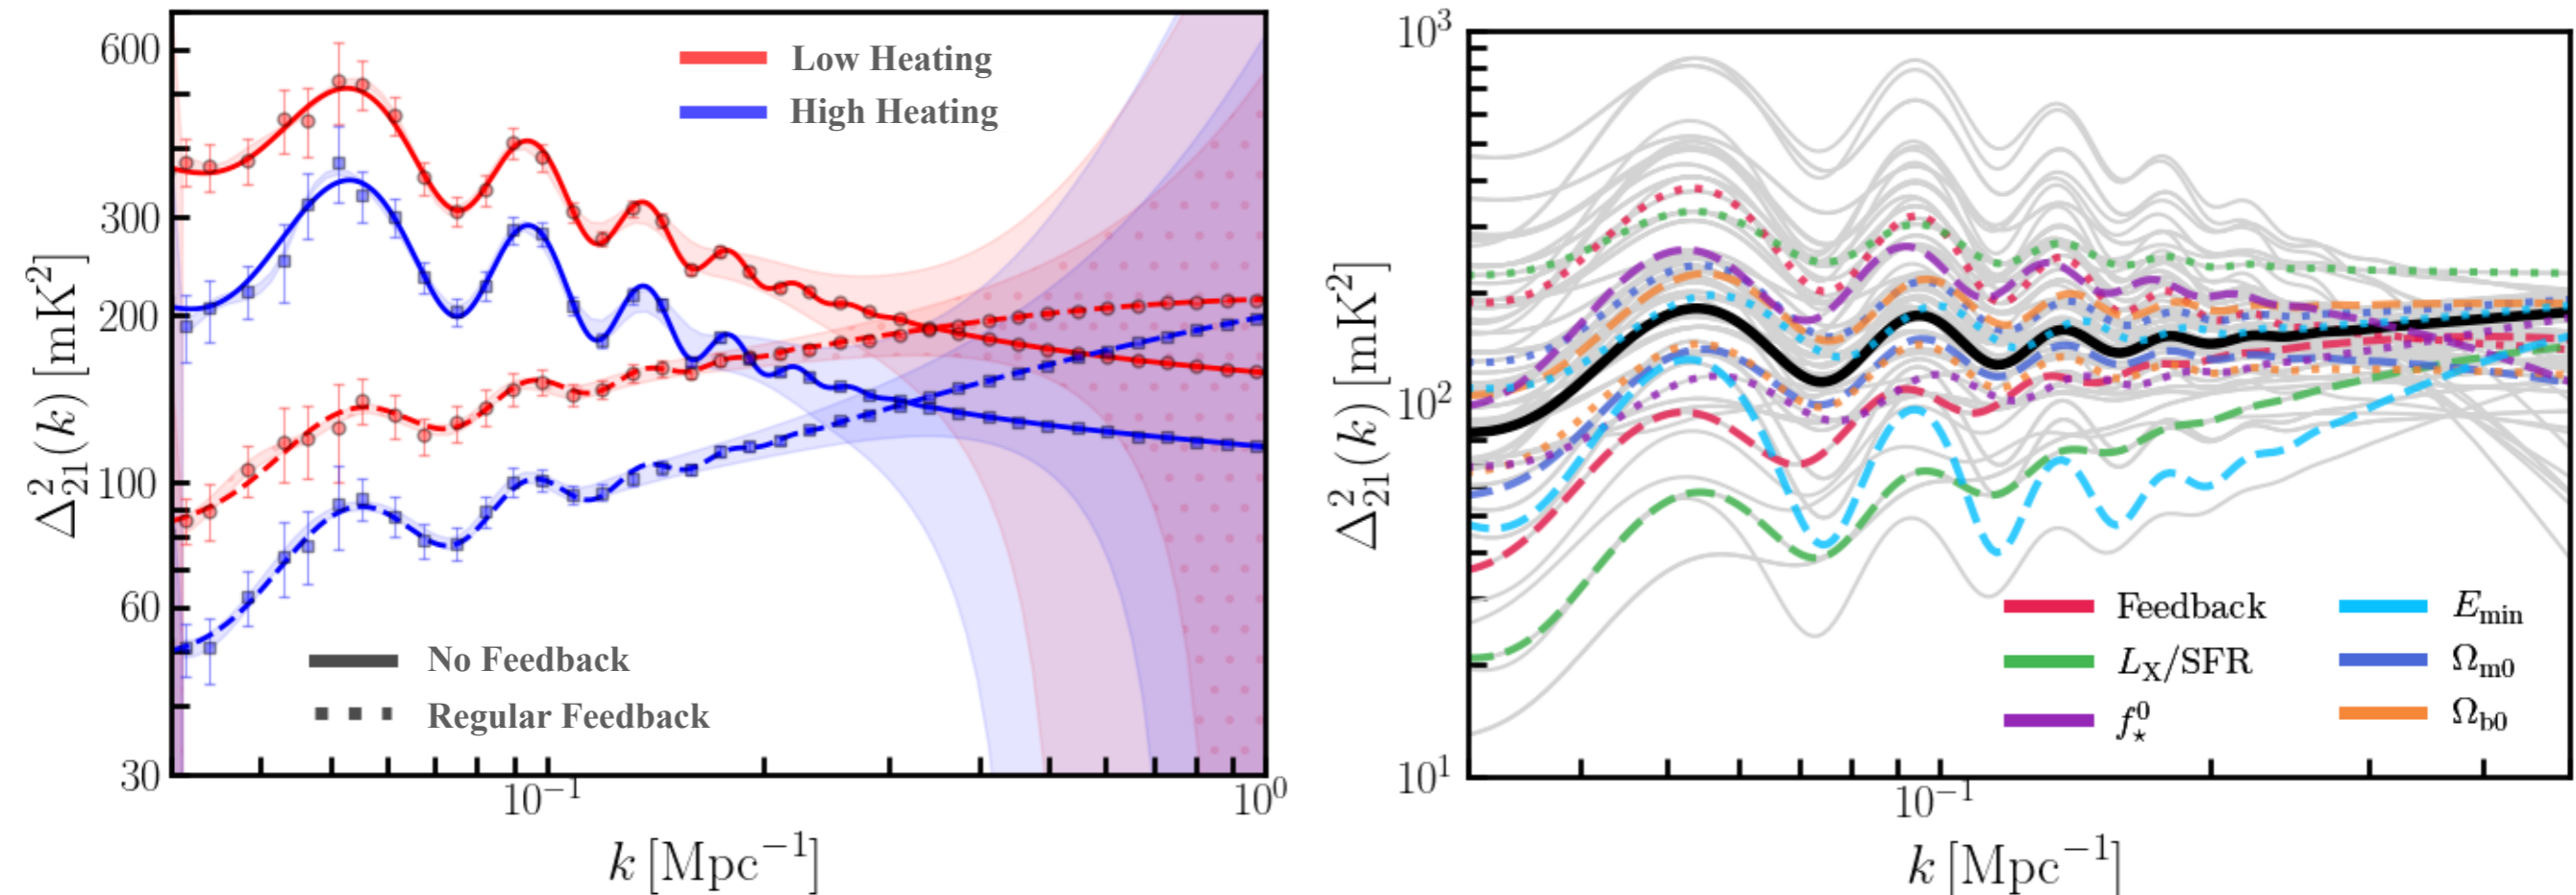 600
300
200
100
60
30
Δ²₂₁(k) [mK²]
Low Heating
High Heating
No Feedback
Regular Feedback
10⁻¹
10⁰
k [Mpc⁻¹]
10³
10²
10¹
Δ²₂₁(k) [mK²]
Feedback
L_X/SFR
f⁰⋆
E_min
Ω_m0
Ω_b0
10⁻¹
k [Mpc⁻¹]